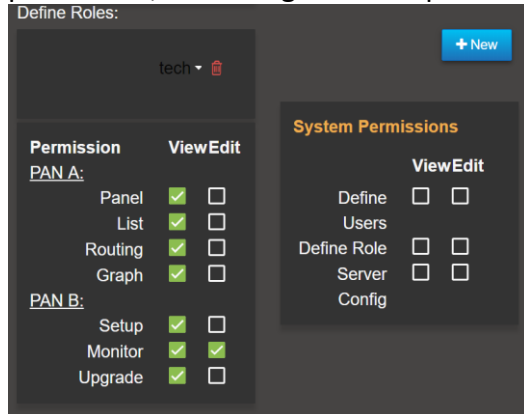 Define Roles:
+ New
tech
Permission ViewEdit
PAN A:
Panel
List
Routing
Graph
PAN B:
Setup
Monitor
Upgrade
System Permissions
ViewEdit
Define
Users
Define Role
Server
Config